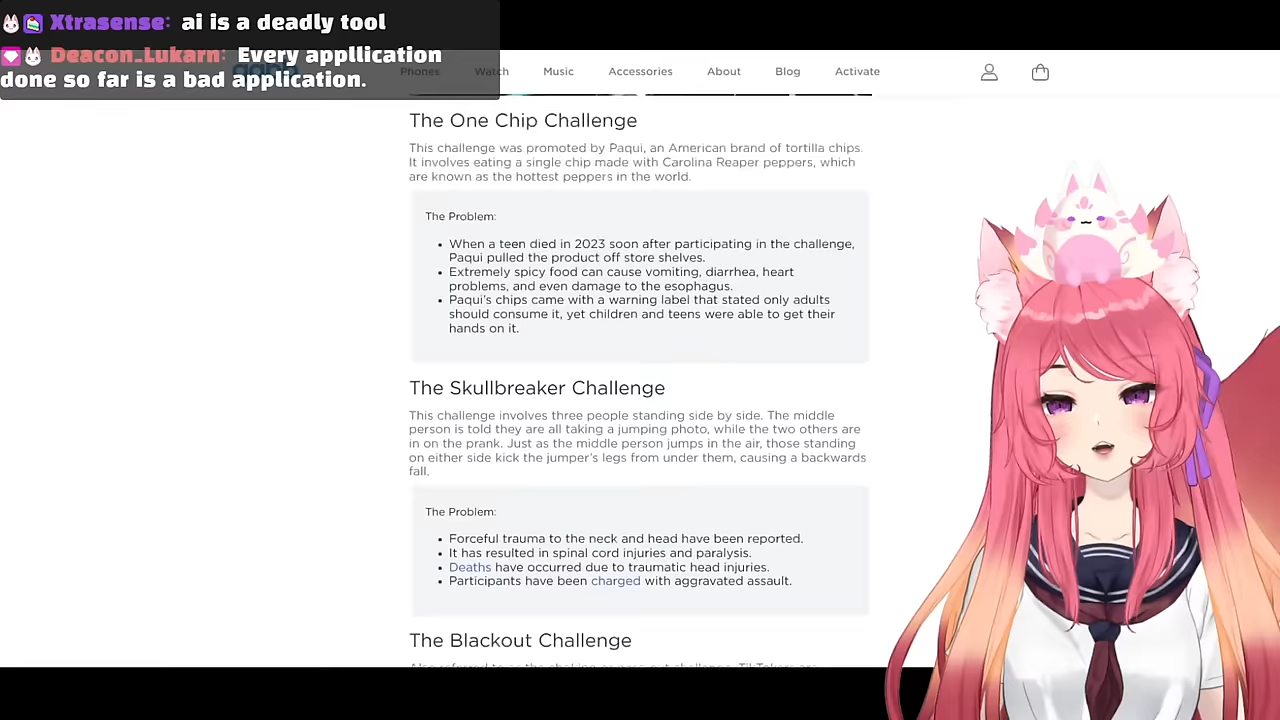 Xtrasense: ai is a deadly tool
Deacon_Lukarn: Every appllication
done so far is a bad application.
Phones Watch Music Accessories About Blog Activate
The One Chip Challenge
This challenge was promoted by Paqui, an American brand of tortilla chips.
It involves eating a single chip made with Carolina Reaper peppers, which
are known as the hottest peppers in the world.
The Problem:
• When a teen died in 2023 soon after participating in the challenge,
Paqui pulled the product off store shelves.
• Extremely spicy food can cause vomiting, diarrhea, heart
problems, and even damage to the esophagus.
• Paqui's chips came with a warning label that stated only adults
should consume it, yet children and teens were able to get their
hands on it.
The Skullbreaker Challenge
This challenge involves three people standing side by side. The middle
person is told they are all taking a jumping photo, while the two others are
in on the prank. Just as the middle person jumps in the air, those standing
on either side kick the jumper's legs from under them, causing a backwards
fall.
The Problem:
• Forceful trauma to the neck and head have been reported.
• It has resulted in spinal cord injuries and paralysis.
• Deaths have occurred due to traumatic head injuries.
• Participants have been charged with aggravated assault.
The Blackout Challenge